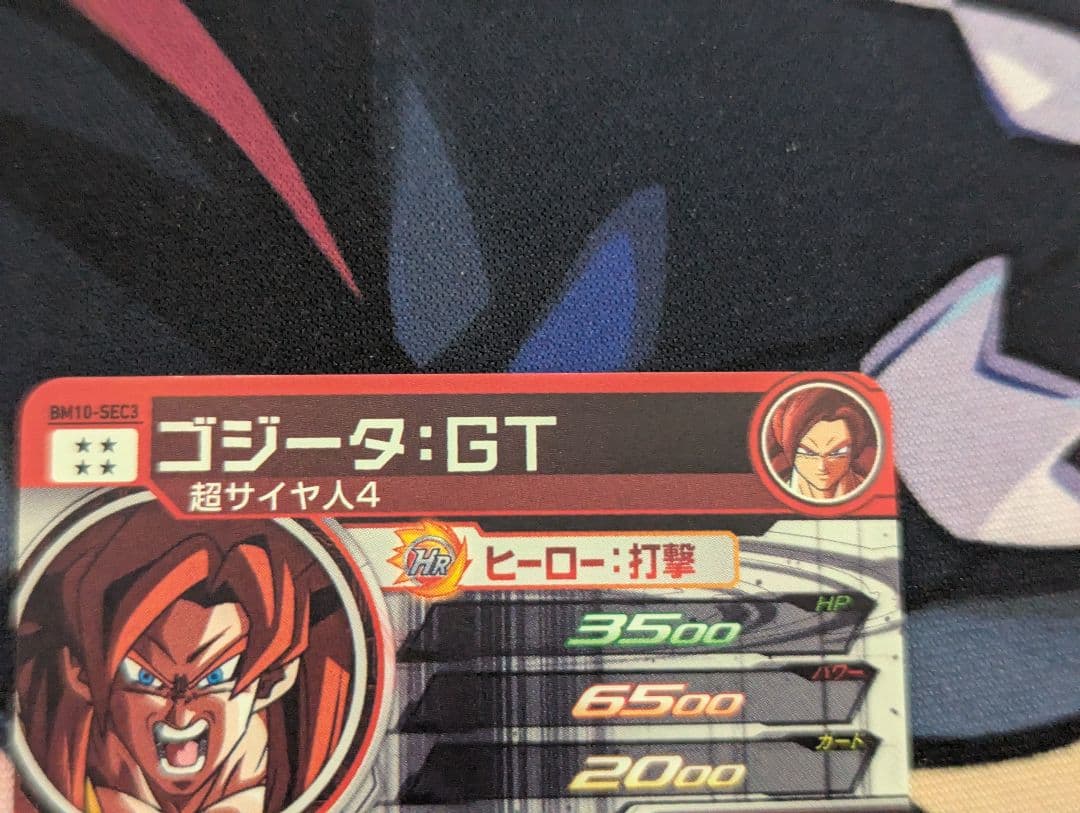 BM10-SEC3
ゴジータ:GT
超サイヤ人4
HR ヒーロー:打撃
HP
3500
パワー
6500
カード
2000